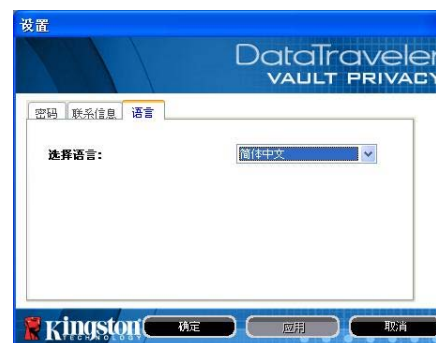 设置
DataTraveler
VAULT PRIVACY
密码 联系信息 语言
选择语言: 简体中文
Kingston
TECHNOLOGY
确定 应用 取消